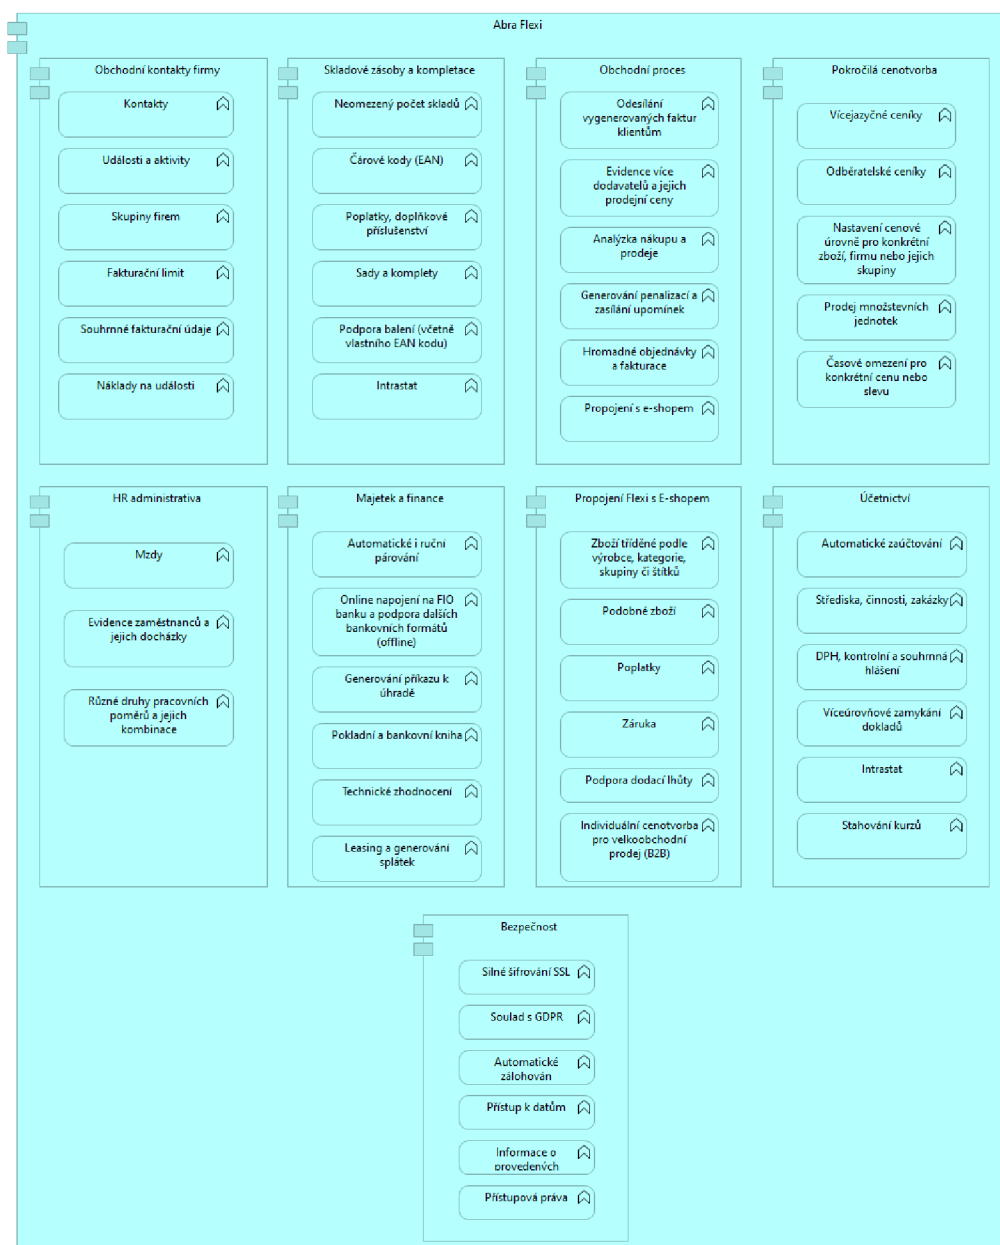 Abra Flexi
Obchodní kontakty firmy
Kontakty
Události a aktivity
Skupiny firem
Fakturační limit
Souhrnné fakturační údaje
Náklady na události
Skladové zásoby a kompletace
Neomezený počet skladů
Čárové kody (EAN)
Poplatky, doplňkové
příslušenství
Sady a komplety
Podpora balení (včetně
vlastního EAN kodu)
Intrastat
Obchodní proces
Odesílání
vygenerovaných faktur
klientům
Evidence více
dodavatelů a jejich
prodejní ceny
Analýzka nákupu a
prodeje
Generování penalizací a
zasílání upomínek
Hromadné objednávky
a fakturace
Propojení s e-shopem
Pokročilá cenotvorba
Vícejazyčné ceníky
Odběratelské ceníky
Nastavení cenové
úrovně pro konkrétní
zboží, firmu nebo jejich
skupiny
Prodej množstevních
jednotek
Časové omezení pro
konkrétní cenu nebo
slevu
HR administrativa
Mzdy
Evidence zaměstnanců a
jejich docházky
Různé druhy pracovních
poměrů a jejich
kombinace
Majetek a finance
Automatické i ruční
párování
Online napojení na FIO
banku a podpora dalších
bankovních formátů
(offline)
Generování příkazu k
úhradě
Pokladní a bankovní kniha
Technické zhodnocení
Leasing a generování
splátek
Propojení Flexi s E-shopem
Zboží tříděné podle
výrobce, kategorie,
skupiny či štítků
Podobné zboží
Poplatky
Záruka
Podpora dodací lhůty
Individuální cenotvorba
pro velkoobchodní
prodej (B2B)
Účetnictví
Automatické zaúčtování
Střediska, činnosti, zakázky
DPH, kontrolní a souhrnná
hlášení
Víceúrovňové zamykání
dokladů
Intrastat
Stahování kurzů
Bezpečnost
Silné šifrování SSL
Soulad s GDPR
Automatické
zálohován
Přístup k datům
Informace o
provedených
Přístupová práva